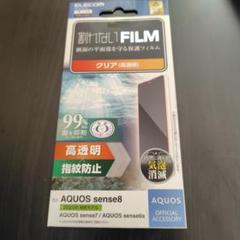 ELECOM
割れないFILM
画面の平面部を守る保護フィルム
クリア(高透明)
99%
高透明
指紋防止
気泡
消滅
AQUOS sense8
AQUOS sense7 / AQUOS sense6s
AQUOS
OFFICIAL
ACCESSORY